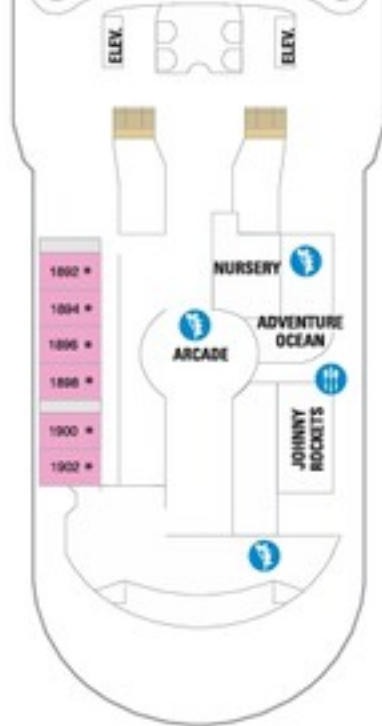 ELEV.
ELEV.
1892
NURSERY
1894
ADVENTURE
OCEAN
1896
ARCADE
1898
1900
JOHNNY
ROCKETS
1902